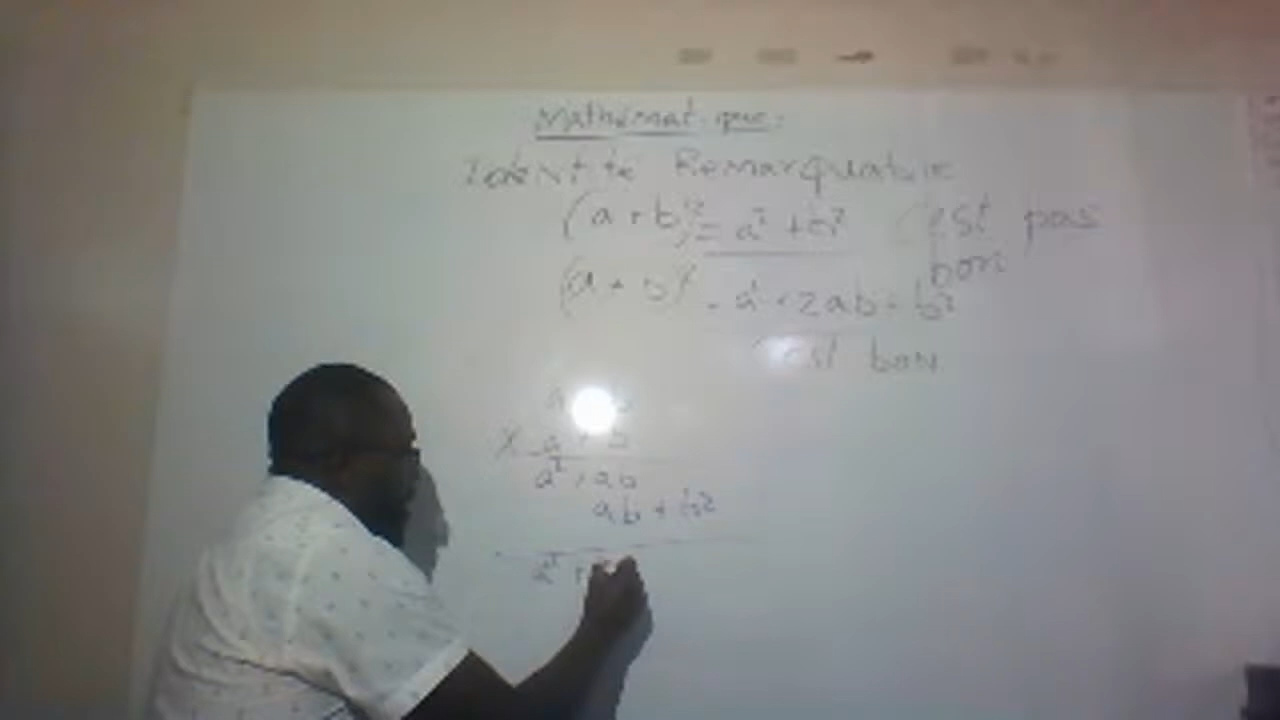 Mathématique.
Identité Remarquable
(a + b)² = a² + b² C'est pas
bon
(a + b)² = a² + 2ab + b²
C'est bon
a
X a + b
a² + ab
ab + b²
a² +